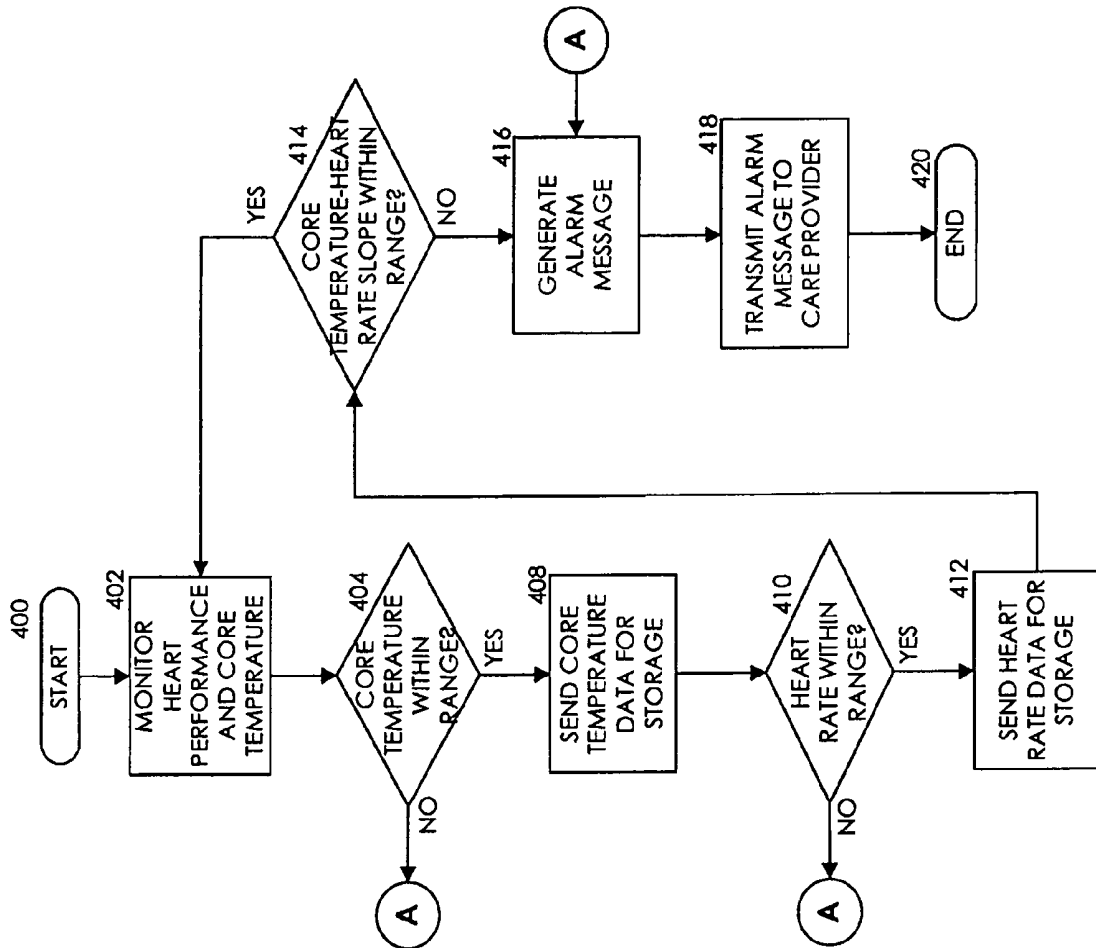 400
START
402
MONITOR
HEART
PERFORMANCE
AND CORE
TEMPERATURE
404
CORE
TEMPERATURE
WITHIN
RANGE?
NO
A
YES
408
SEND CORE
TEMPERATURE
DATA FOR
STORAGE
410
HEART
RATE WITHIN
RANGE?
NO
A
YES
412
SEND HEART
RATE DATA FOR
STORAGE
414
CORE
TEMPERATURE-HEART
RATE SLOPE WITHIN
RANGE?
YES
NO
A
416
GENERATE
ALARM
MESSAGE
418
TRANSMIT ALARM
MESSAGE TO
CARE PROVIDER
420
END